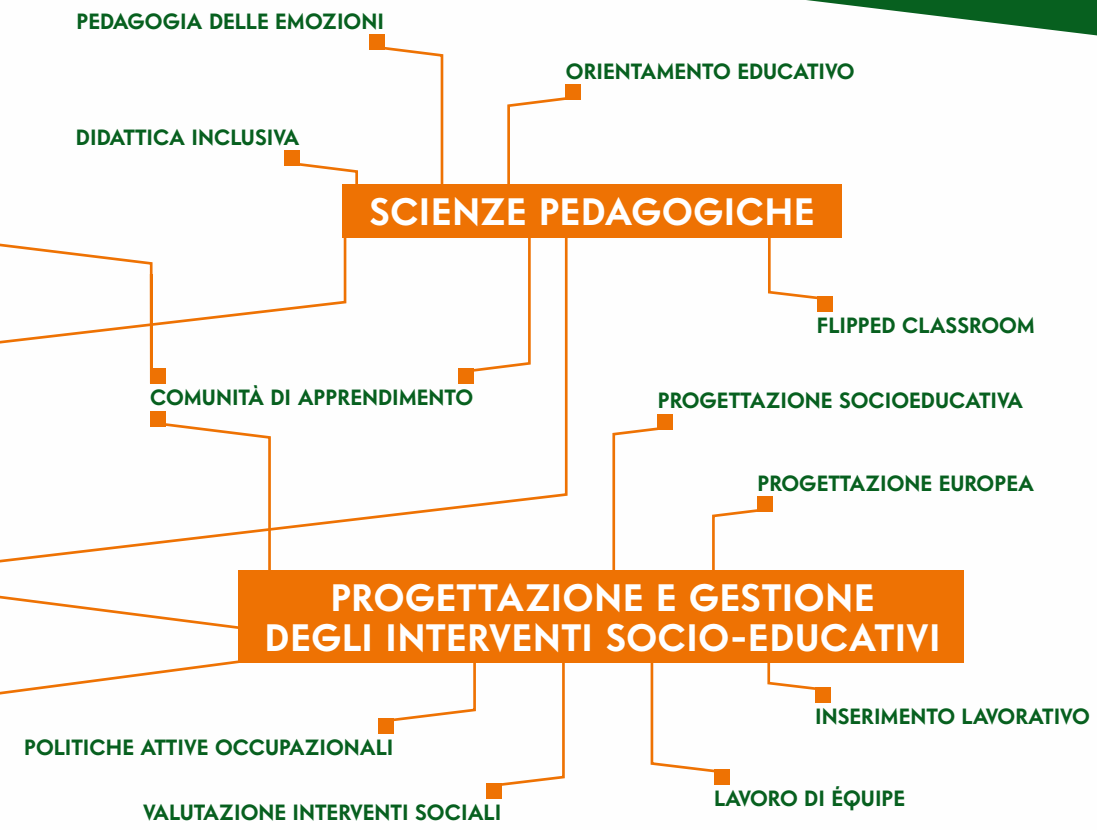 PEDAGOGIA DELLE EMOZIONI
ORIENTAMENTO EDUCATIVO
DIDATTICA INCLUSIVA
SCIENZE PEDAGOGICHE
FLIPPED CLASSROOM
COMUNITÀ DI APPRENDIMENTO
PROGETTAZIONE SOCIOEDUCATIVA
PROGETTAZIONE EUROPEA
PROGETTAZIONE E GESTIONE
DEGLI INTERVENTI SOCIO-EDUCATIVI
INSERIMENTO LAVORATIVO
POLITICHE ATTIVE OCCUPAZIONALI
LAVORO DI ÉQUIPE
VALUTAZIONE INTERVENTI SOCIALI